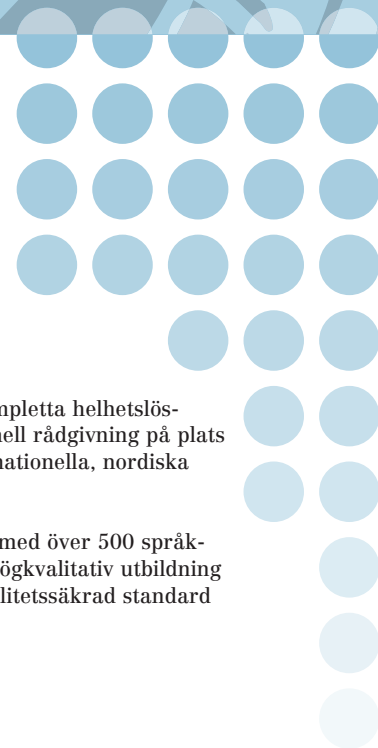 mpletta helhetslös-
nell rådgivning på plats
nationella, nordiska
med över 500 språk-
ögkvalitativ utbildning
litetssäkrad standard